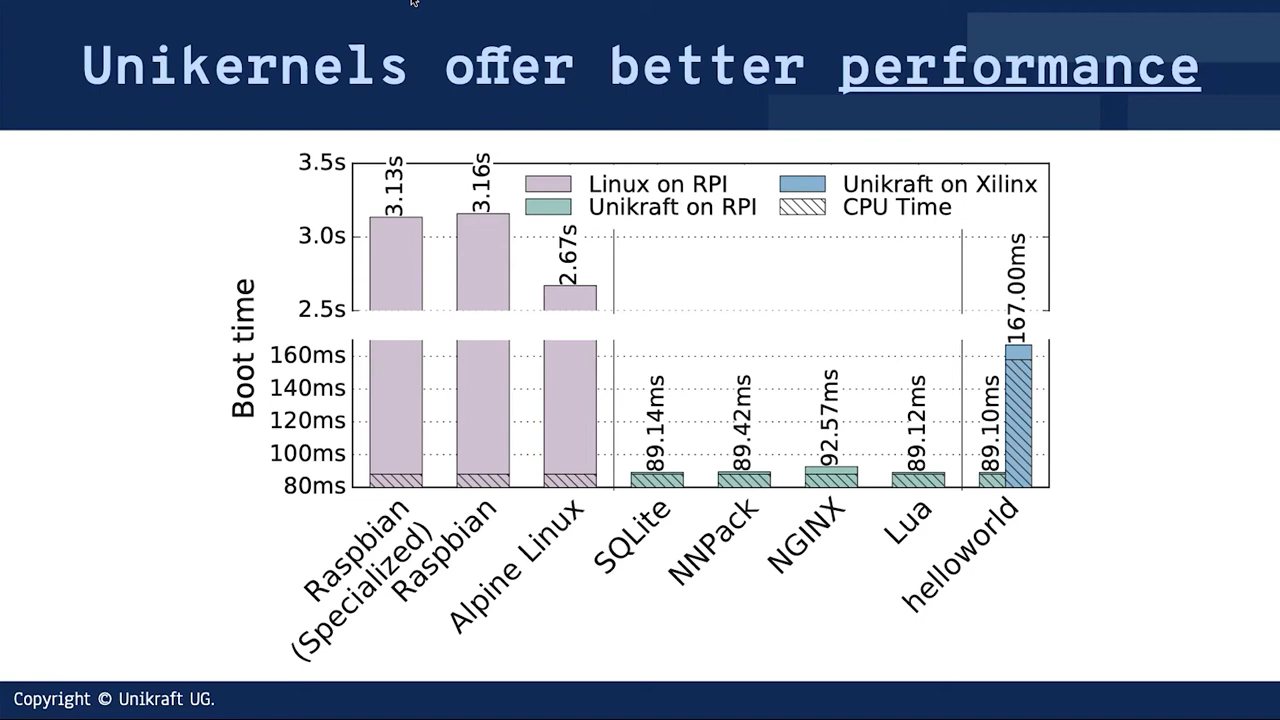 Unikernels offer better performance
3.5s
3.0s
2.5s
160ms
140ms
120ms
100ms
80ms
Boot time
Linux on RPI
Unikraft on RPI
Unikraft on Xilinx
CPU Time
3.13s
3.16s
2.67s
89.14ms
89.42ms
92.57ms
89.12ms
89.10ms
167.00ms
Raspbian
(Specialized)
Raspbian
Alpine Linux
SQLite
NNPack
NGINX
Lua
helloworld
Copyright © Unikraft UG.